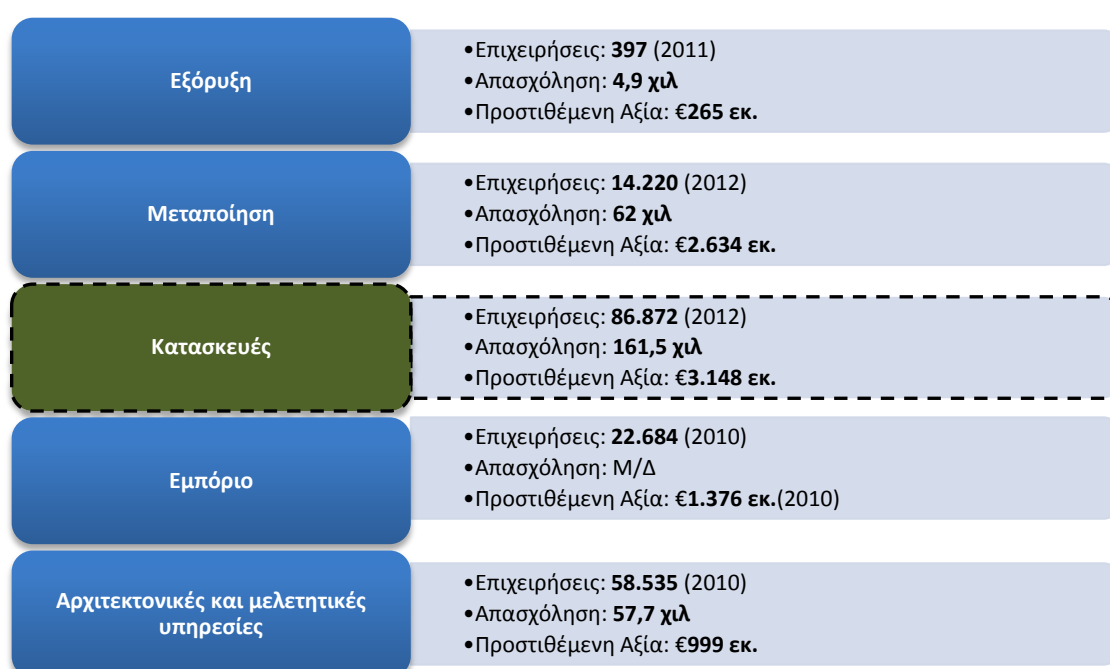 Εξόρυξη
•Επιχειρήσεις: 397 (2011)
•Απασχόληση: 4,9 χιλ
•Προστιθέμενη Αξία: €265 εκ.
Μεταποίηση
•Επιχειρήσεις: 14.220 (2012)
•Απασχόληση: 62 χιλ
•Προστιθέμενη Αξία: €2.634 εκ.
Κατασκευές
•Επιχειρήσεις: 86.872 (2012)
•Απασχόληση: 161,5 χιλ
•Προστιθέμενη Αξία: €3.148 εκ.
Εμπόριο
•Επιχειρήσεις: 22.684 (2010)
•Απασχόληση: Μ/Δ
•Προστιθέμενη Αξία: €1.376 εκ.(2010)
Αρχιτεκτονικές και μελετητικές
υπηρεσίες
•Επιχειρήσεις: 58.535 (2010)
•Απασχόληση: 57,7 χιλ
•Προστιθέμενη Αξία: €999 εκ.